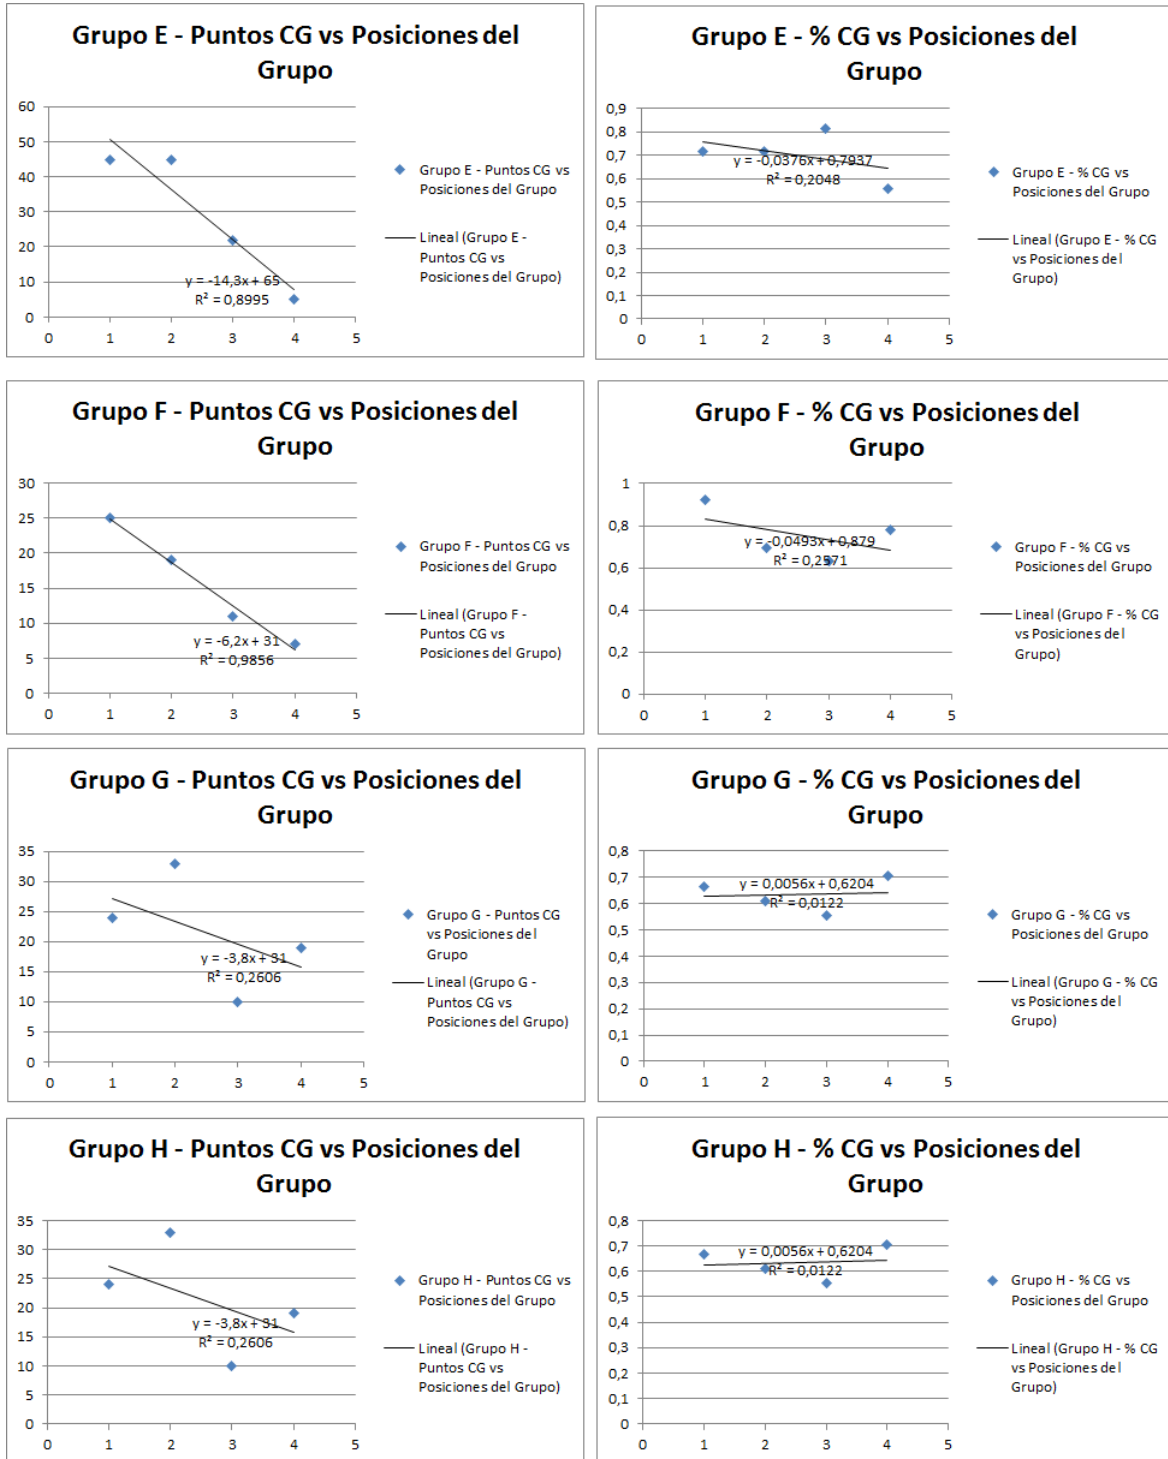 Grupo E - Puntos CG vs Posiciones del
Grupo
60
50
40
30
20
10
0
0 1 2 3 4 5
y = -14,3x + 65
R² = 0,8995
Grupo E - Puntos CG vs
Posiciones del Grupo
Lineal (Grupo E -
Puntos CG vs
Posiciones del Grupo)
Grupo E - % CG vs Posiciones del
Grupo
0,9
0,8
0,7
0,6
0,5
0,4
0,3
0,2
0,1
0
0 1 2 3 4 5
y = -0,0376x + 0,7937
R² = 0,2048
Grupo E - % CG vs
Posiciones del Grupo
Lineal (Grupo E - % CG
vs Posiciones del
Grupo)
Grupo F - Puntos CG vs Posiciones del
Grupo
30
25
20
15
10
5
0
0 1 2 3 4 5
y = -6,2x + 31
R² = 0,9856
Grupo F - Puntos CG vs
Posiciones del Grupo
Lineal (Grupo F -
Puntos CG vs
Posiciones del Grupo)
Grupo F - % CG vs Posiciones del
Grupo
1
0,8
0,6
0,4
0,2
0
0 1 2 3 4 5
y = -0,0493x + 0,879
R² = 0,2571
Grupo F - % CG vs
Posiciones del Grupo
Lineal (Grupo F - % CG
vs Posiciones del
Grupo)
Grupo G - Puntos CG vs Posiciones del
Grupo
35
30
25
20
15
10
5
0
0 1 2 3 4 5
y = -3,8x + 31
R² = 0,2606
Grupo G - Puntos CG
vs Posiciones del
Grupo
Lineal (Grupo G -
Puntos CG vs
Posiciones del Grupo)
Grupo G - % CG vs Posiciones del
Grupo
0,8
0,7
0,6
0,5
0,4
0,3
0,2
0,1
0
0 1 2 3 4 5
y = 0,0056x + 0,6204
R² = 0,0122
Grupo G - % CG vs
Posiciones del Grupo
Lineal (Grupo G - % CG
vs Posiciones del
Grupo)
Grupo H - Puntos CG vs Posiciones del
Grupo
35
30
25
20
15
10
5
0
0 1 2 3 4 5
y = -3,8x + 31
R² = 0,2606
Grupo H - Puntos CG vs
Posiciones del Grupo
Lineal (Grupo H -
Puntos CG vs
Posiciones del Grupo)
Grupo H - % CG vs Posiciones del
Grupo
0,8
0,7
0,6
0,5
0,4
0,3
0,2
0,1
0
0 1 2 3 4 5
y = 0,0056x + 0,6204
R² = 0,0122
Grupo H - % CG vs
Posiciones del Grupo
Lineal (Grupo H - % CG
vs Posiciones del
Grupo)